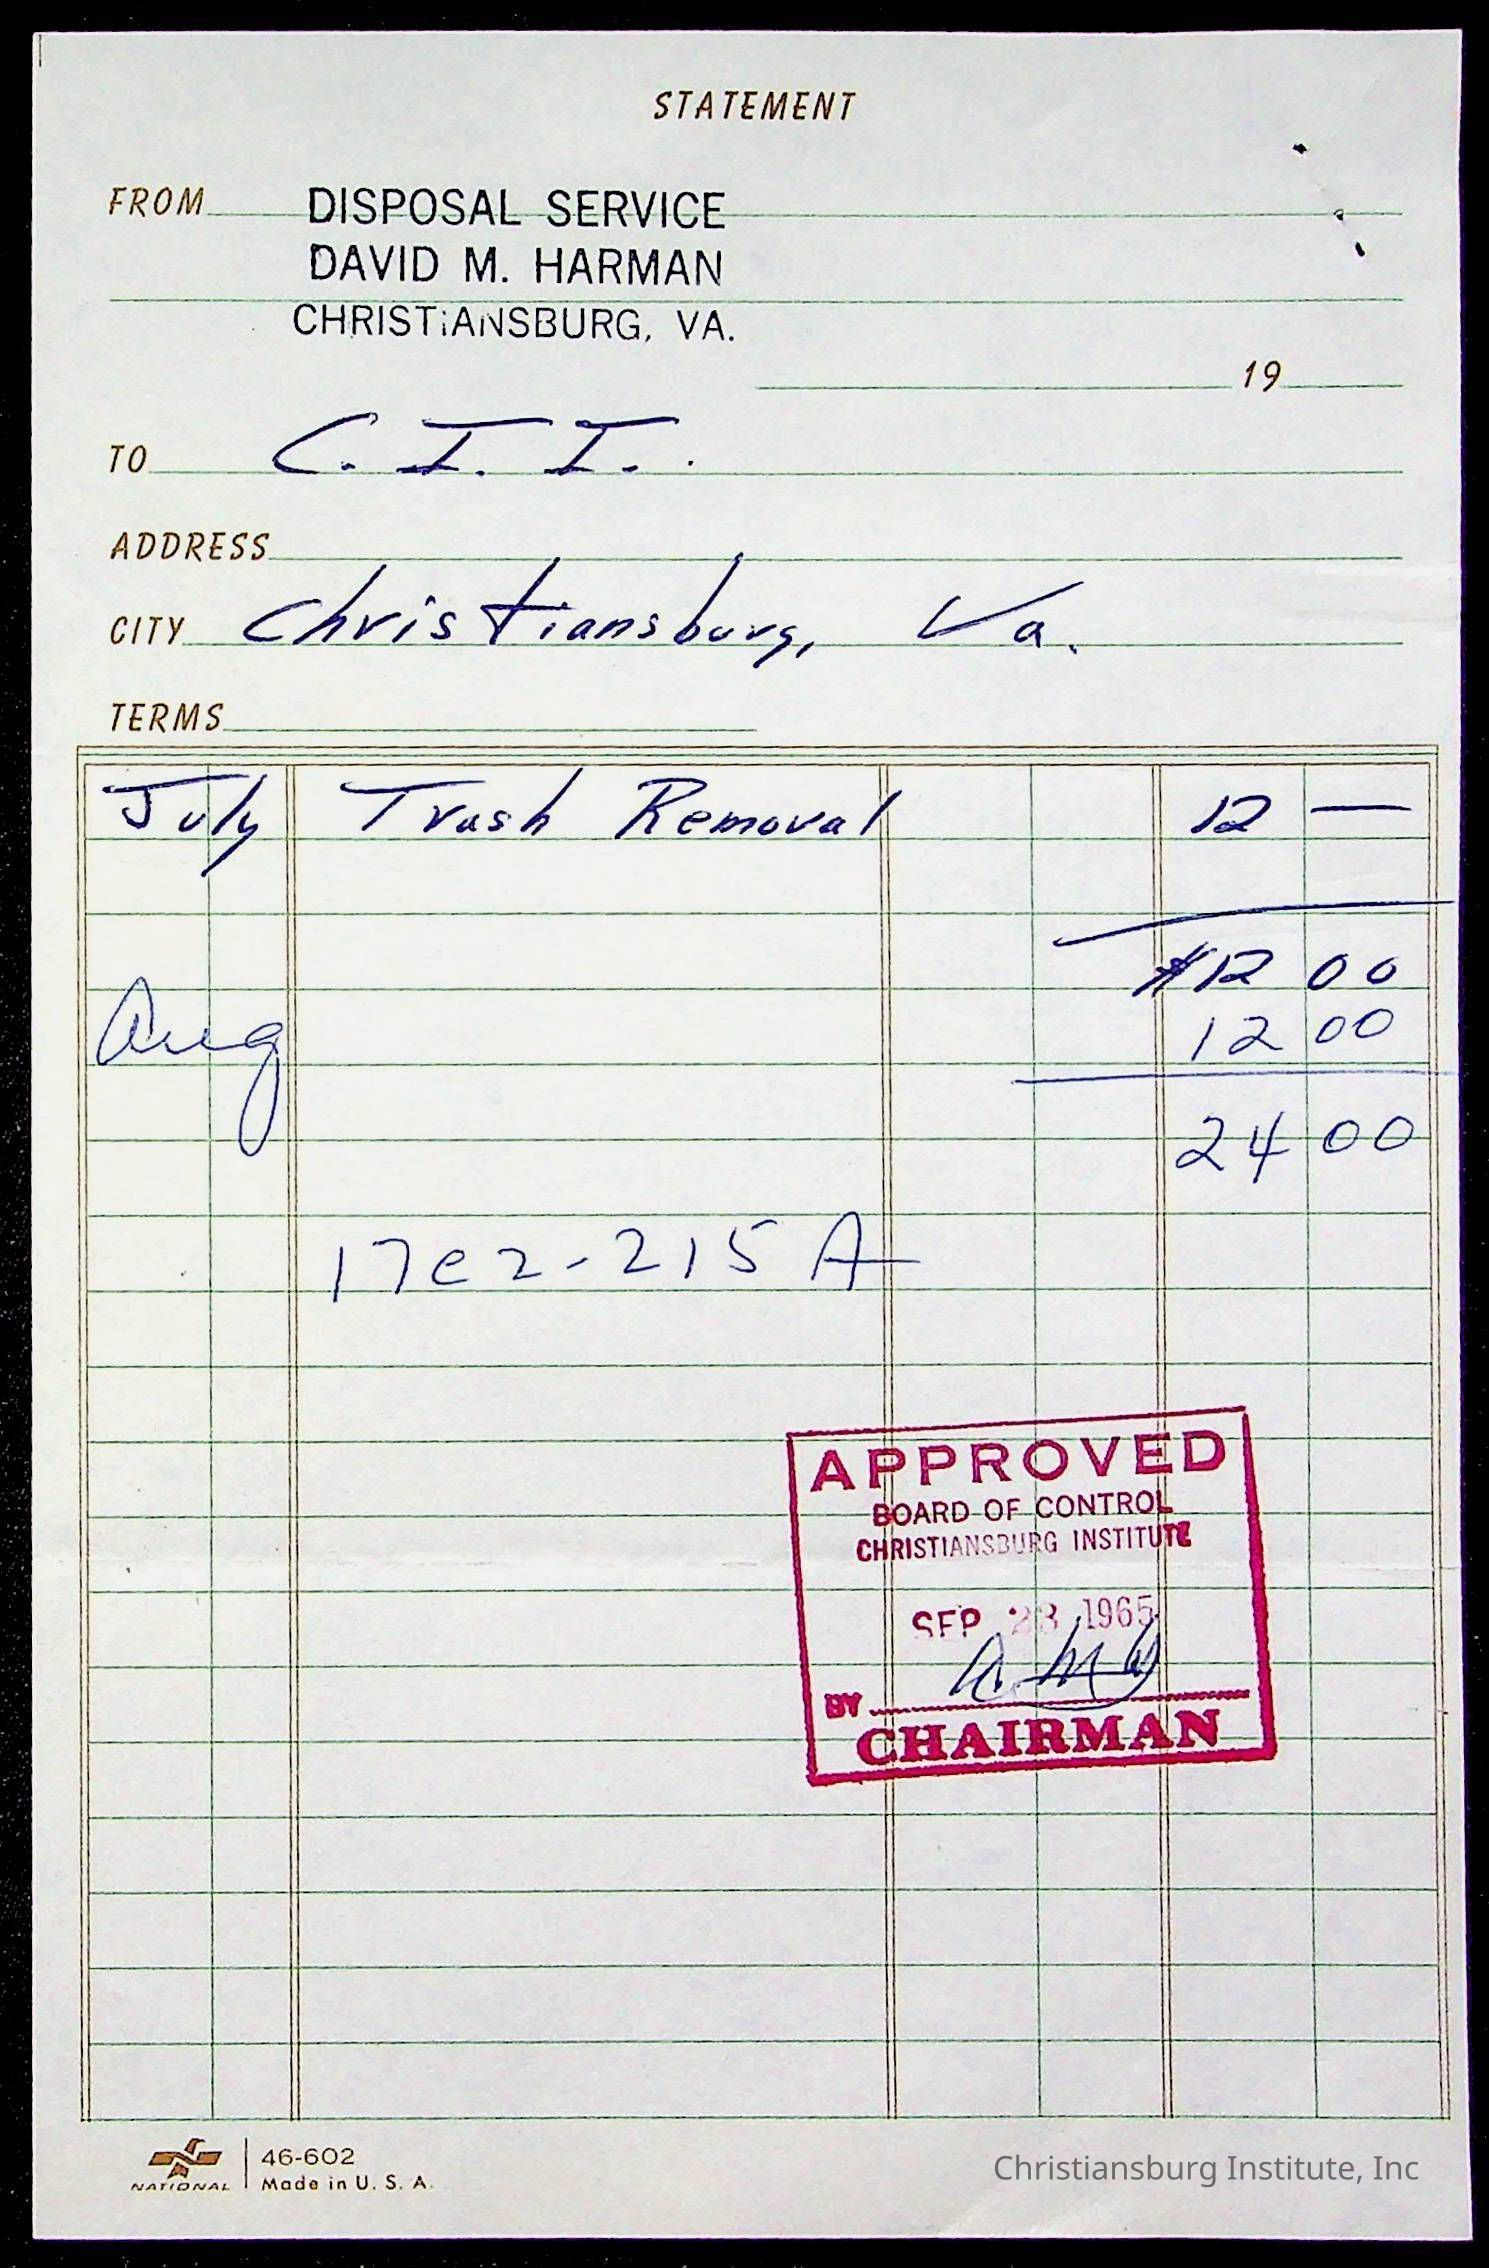 STATEMENT
FROM DISPOSAL SERVICE
DAVID M. HARMAN
CHRISTiANSBURG, VA.
19
TO C. I. I.
ADDRESS
CITY Christiansburg, Va.
TERMS
July Trash Removal 12 —
$12 00
Aug 12 00
24 00
17e2-215 A
APPROVED
BOARD OF CONTROL
CHRISTIANSBURG INSTITUTE
SEP 28 1965
BY
CHAIRMAN
NATIONAL
46-602
Made in U. S. A.
Christiansburg Institute, Inc